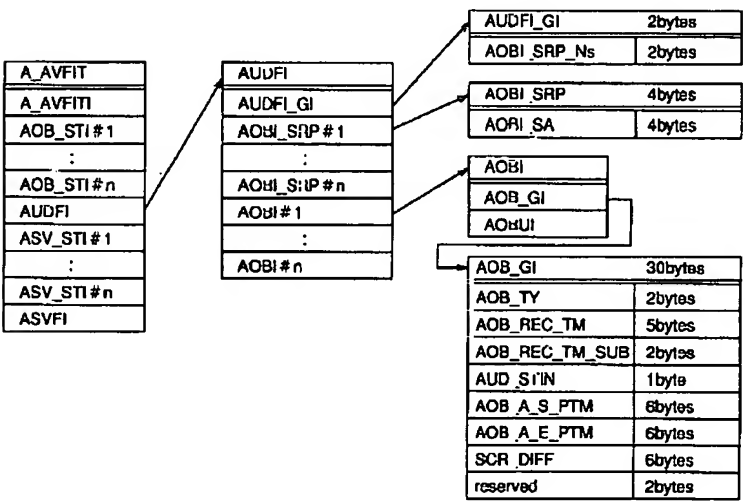 A_AVFIT
A_AVFITI
AOB_STI#1
:
AOB_STI#n
AUDFI
ASV_STI#1
:
ASV_STI#n
ASVFI
AUDFI
AUDFI_GI
AOBI_SRP#1
:
AOBI_SRP#n
AOBI#1
:
AOBI#n
AUDFI_GI 2bytes
AOBI_SRP_Ns 2bytes
AOBI_SRP 4bytes
AOBI_SA 4bytes
AOBI
AOB_GI
AOBUI
AOB_GI 30bytes
AOB_TY 2bytes
AOB_REC_TM 5bytes
AOB_REC_TM_SUB 2bytes
AUD_STIN 1byte
AOB_A_S_PTM 6bytes
AOB_A_E_PTM 6bytes
SCR_DIFF 6bytes
reserved 2bytes